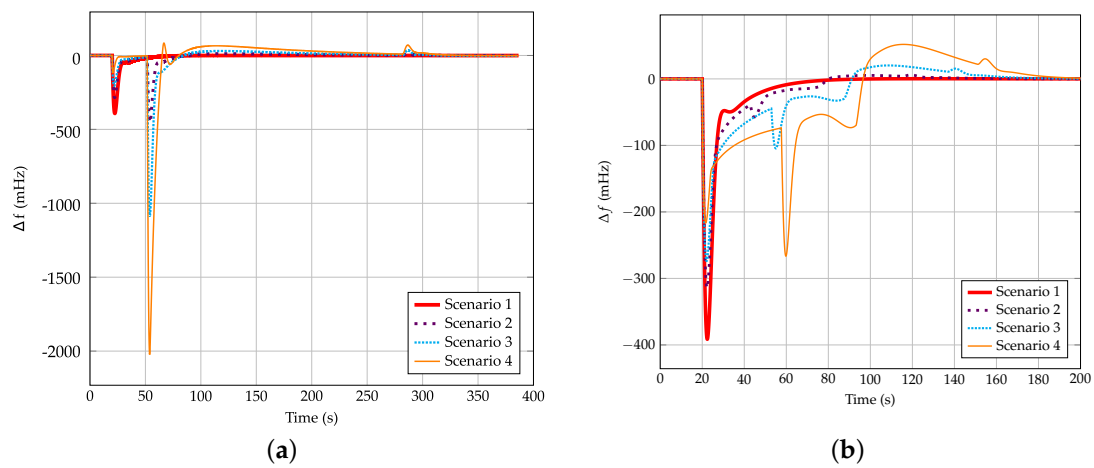 0
-500
-1000
-1500
-2000
Δf (mHz)
0 50 100 150 200 250 300 350 400
Time (s)
Scenario 1
Scenario 2
Scenario 3
Scenario 4
(a)
0
−100
−200
−300
−400
Δf (mHz)
0 20 40 60 80 100 120 140 160 180 200
Time (s)
Scenario 1
Scenario 2
Scenario 3
Scenario 4
(b)